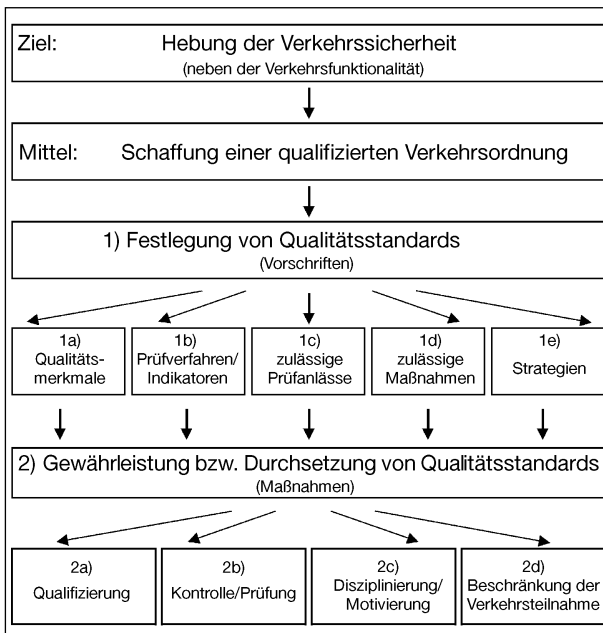 Ziel: Hebung der Verkehrssicherheit
(neben der Verkehrsfunktionalität)
Mittel: Schaffung einer qualifizierten Verkehrsordnung
1) Festlegung von Qualitätsstandards
(Vorschriften)
1a)
Qualitäts-
merkmale
1b)
Prüfverfahren/
Indikatoren
1c)
zulässige
Prüfanlässe
1d)
zulässige
Maßnahmen
1e)
Strategien
2) Gewährleistung bzw. Durchsetzung von Qualitätsstandards
(Maßnahmen)
2a)
Qualifizierung
2b)
Kontrolle/Prüfung
2c)
Disziplinierung/
Motivierung
2d)
Beschränkung der
Verkehrsteilnahme